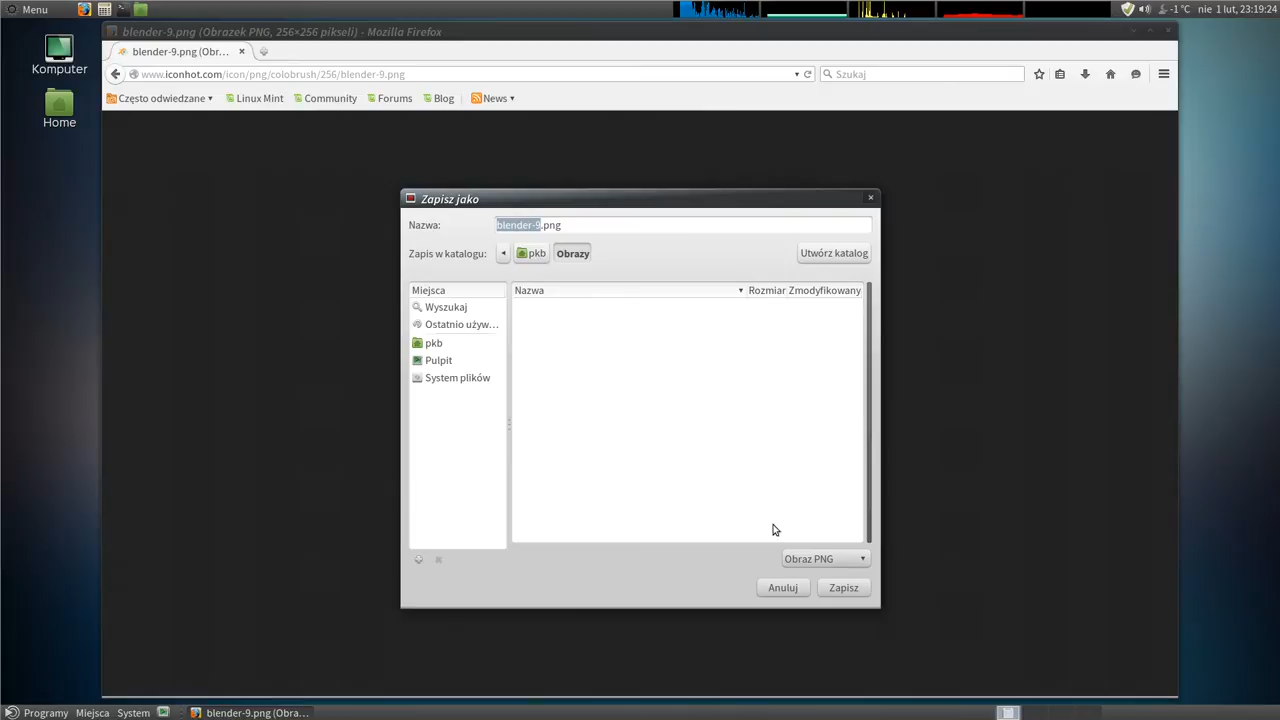 Menu
-1 °C nie 1 lut, 23:19:24
blender-9.png (Obrazek PNG, 256×256 pikseli) - Mozilla Firefox
Komputer
blender-9.png (Obr...
www.iconhot.com/icon/png/colobrush/256/blender-9.png
Szukaj
Często odwiedzane
Linux Mint
Community
Forums
Blog
News
Home
Zapisz jako
Nazwa:
blender-9.png
Zapis w katalogu:
pkb
Obrazy
Utwórz katalog
Miejsca
Nazwa
Rozmiar
Zmodyfikowany
Wyszukaj
Ostatnio używ...
pkb
Pulpit
System plików
Obraz PNG
Anuluj
Zapisz
Programy
Miejsca
System
blender-9.png (Obra...